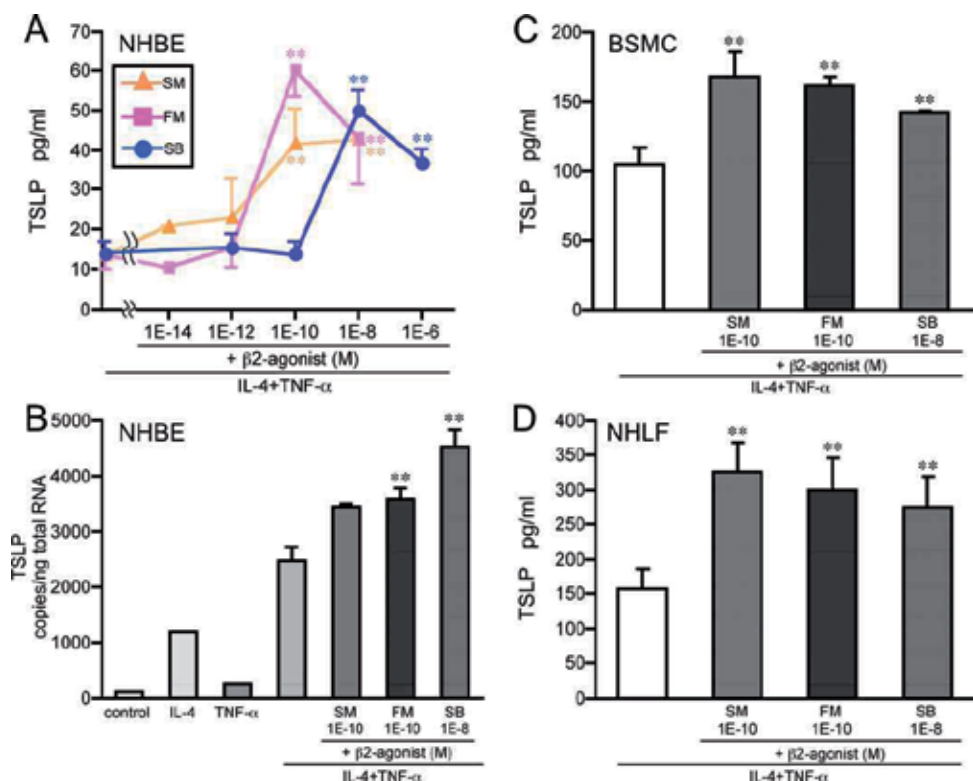 A NHBE
SM
FM
SB
TSLP pg/ml
70
60
50
40
30
20
10
0
** ** ** ** ** **
1E-14 1E-12 1E-10 1E-8 1E-6
+ β2-agonist (M)
IL-4+TNF-α
C BSMC
TSLP pg/ml
200
150
100
50
0
** ** **
SM FM SB
1E-10 1E-10 1E-8
+ β2-agonist (M)
IL-4+TNF-α
B NHBE
TSLP
copies/ng total RNA
5000
4000
3000
2000
1000
0
** **
control IL-4 TNF-α
SM FM SB
1E-10 1E-10 1E-8
+ β2-agonist (M)
IL-4+TNF-α
D NHLF
TSLP pg/ml
400
350
300
250
200
150
100
50
0
** ** **
SM FM SB
1E-10 1E-10 1E-8
+ β2-agonist (M)
IL-4+TNF-α